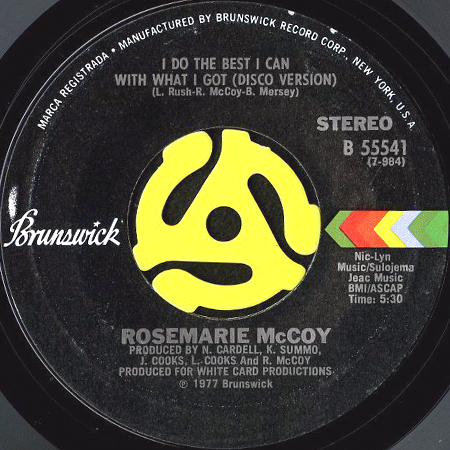 MARCA REGISTRADA • MANUFACTURED BY BRUNSWICK RECORD CORP., NEW YORK, U.S.A.
I DO THE BEST I CAN
WITH WHAT I GOT (DISCO VERSION)
(L. Rush-R. McCoy-B. Mersey)
STEREO
B 55541
(7-984)
Brunswick
Nic-Lyn
Music/Sulojema
Jeac Music
BMI/ASCAP
Time: 5:30
ROSEMARIE McCOY
PRODUCED BY N. CARDELL, K. SUMMO,
J. COOKS, L. COOKS And R. McCOY
PRODUCED FOR WHITE CARD PRODUCTIONS
℗ 1977 Brunswick